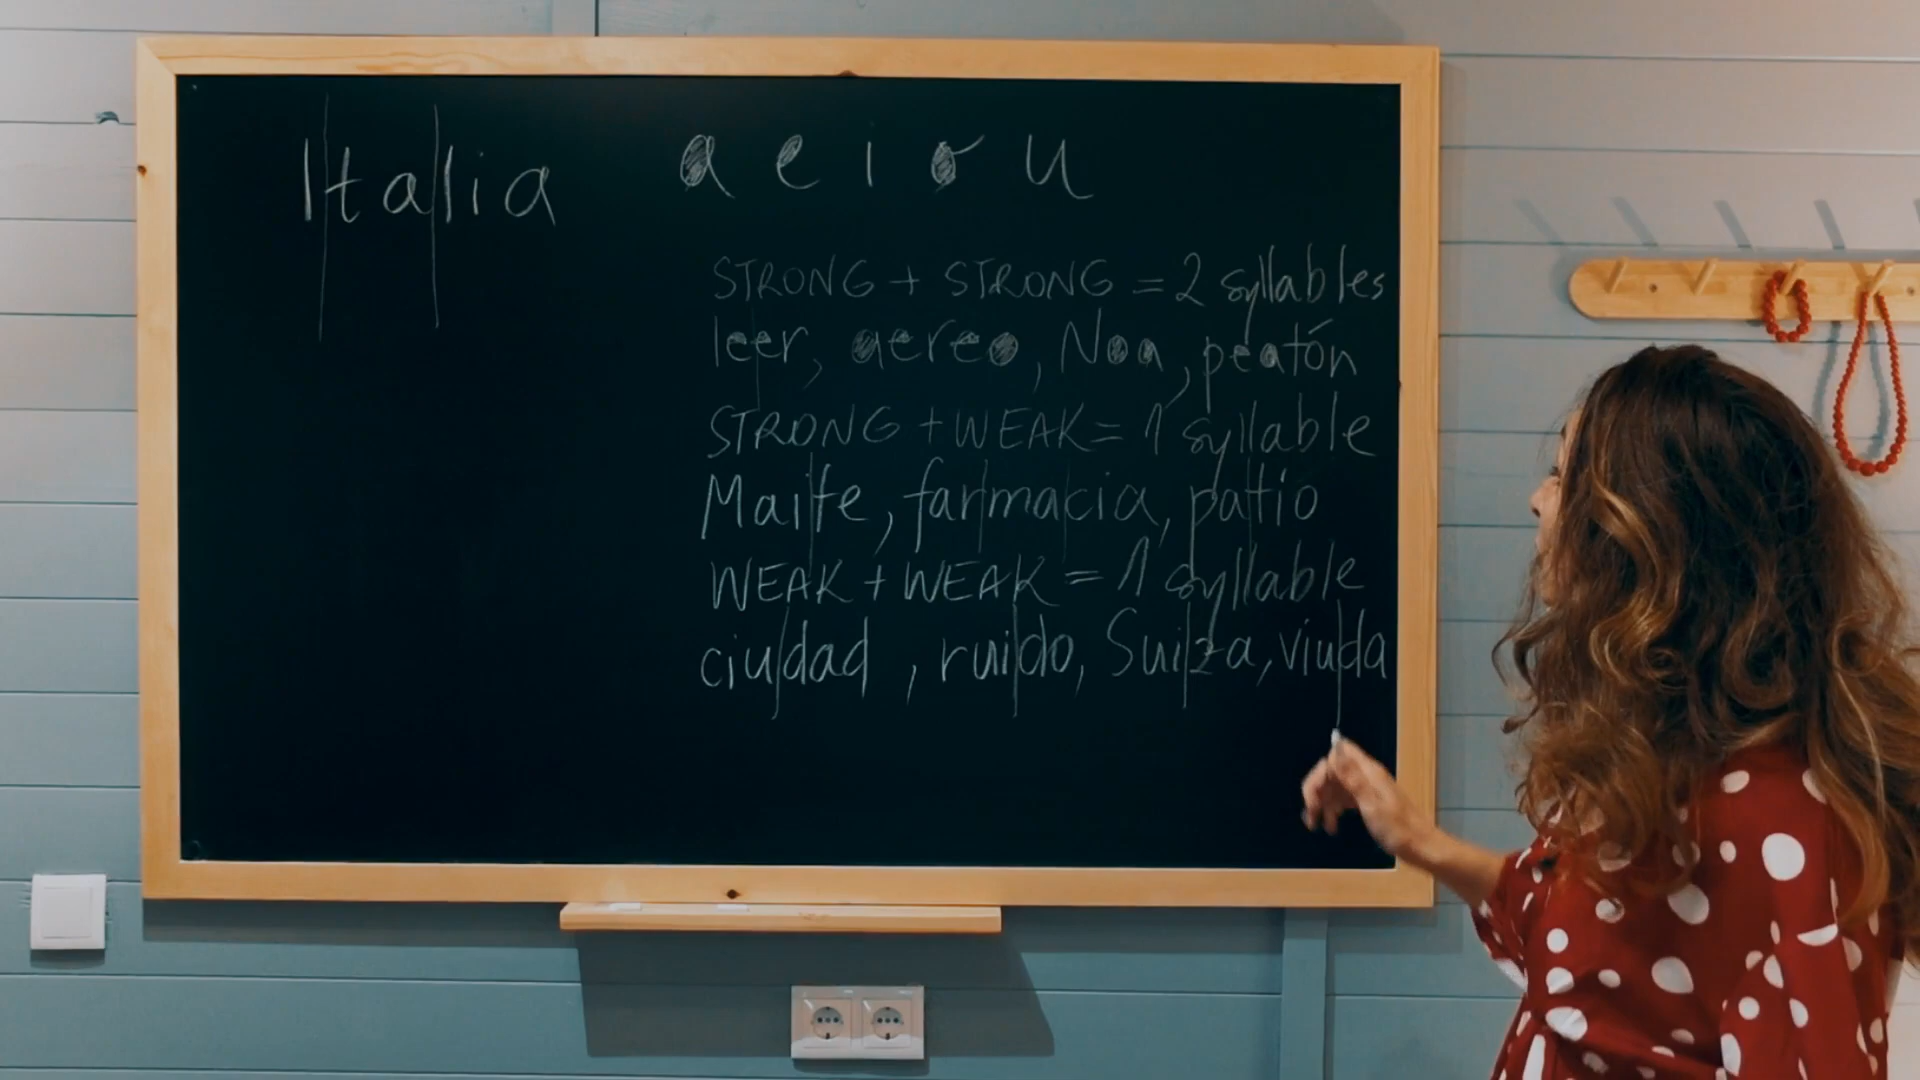 Italia
a e i o u
STRONG + STRONG = 2 syllables
leer, aereo, Noa, peatón
STRONG + WEAK = 1 syllable
Maite, farmacia, patio
WEAK + WEAK = 1 syllable
ciudad, ruido, Suiza, viuda